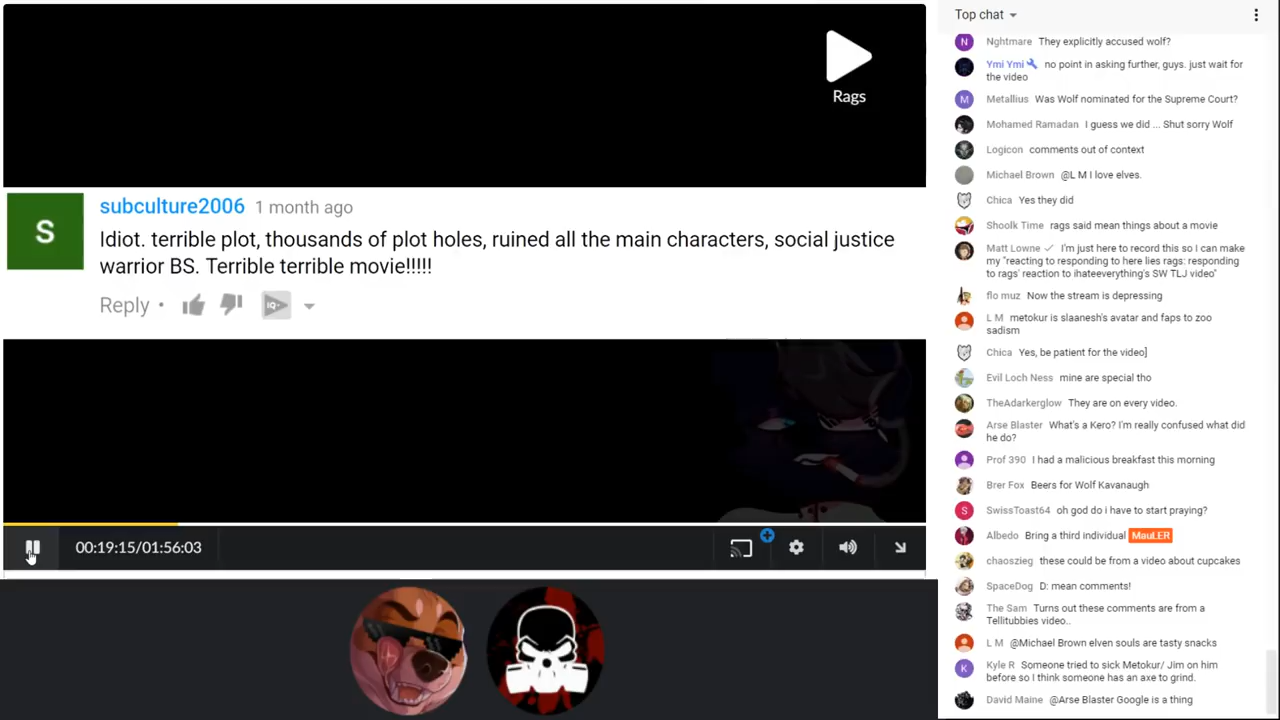 Rags
S
subculture2006 1 month ago
Idiot. terrible plot, thousands of plot holes, ruined all the main characters, social justice
warrior BS. Terrible terrible movie!!!!!
Reply •
IQ+
00:19:15/01:56:03
Top chat
N Nghtmare They explicitly accused wolf?
Ymi Ymi no point in asking further, guys. just wait for
the video
M Metallius Was Wolf nominated for the Supreme Court?
Mohamed Ramadan I guess we did ... Shut sorry Wolf
Logicon comments out of context
Michael Brown @L M I love elves.
Chica Yes they did
Shoolk Time rags said mean things about a movie
Matt Lowne I'm just here to record this so I can make
my "reacting to responding to here lies rags: responding
to rags' reaction to ihateeverything's SW TLJ video"
flo muz Now the stream is depressing
L M metokur is slaanesh's avatar and faps to zoo
sadism
Chica Yes, be patient for the video]
Evil Loch Ness mine are special tho
TheAdarkerglow They are on every video.
Arse Blaster What's a Kero? I'm really confused what did
he do?
Prof 390 I had a malicious breakfast this morning
Brer Fox Beers for Wolf Kavanaugh
S SwissToast64 oh god do i have to start praying?
Albedo Bring a third individual MauLER
chaoszieg these could be from a video about cupcakes
SpaceDog D: mean comments!
The Sam Turns out these comments are from a
Tellitubbies video..
L M @Michael Brown elven souls are tasty snacks
K Kyle R Someone tried to sick Metokur/ Jim on him
before so I think someone has an axe to grind.
David Maine @Arse Blaster Google is a thing